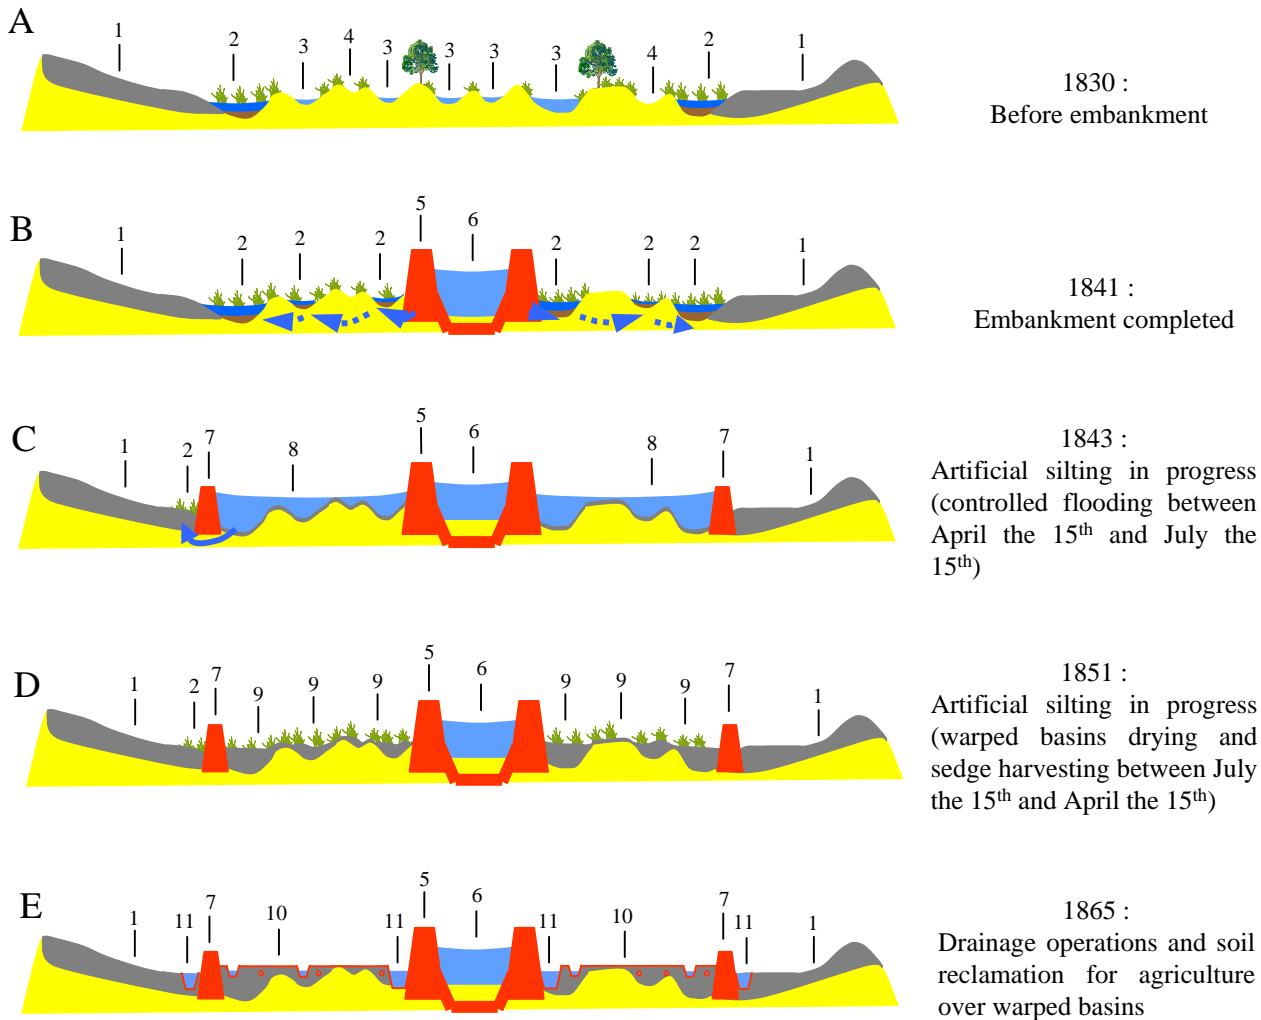 A
1 2 3 4 3 3 3 3 4 2 1
1830 :
Before embankment
B
1 2 2 2 5 6 2 2 2 1
1841 :
Embankment completed
C
1 2 7 8 5 6 8 7 1
1843 :
Artificial silting in progress
(controlled flooding between
April the 15th and July the
15th)
D
1 2 7 9 9 9 5 6 9 9 9 7 1
1851 :
Artificial silting in progress
(warped basins drying and
sedge harvesting between July
the 15th and April the 15th)
E
1 11 7 10 11 5 6 11 10 7 11 1
1865 :
Drainage operations and soil
reclamation for agriculture
over warped basins